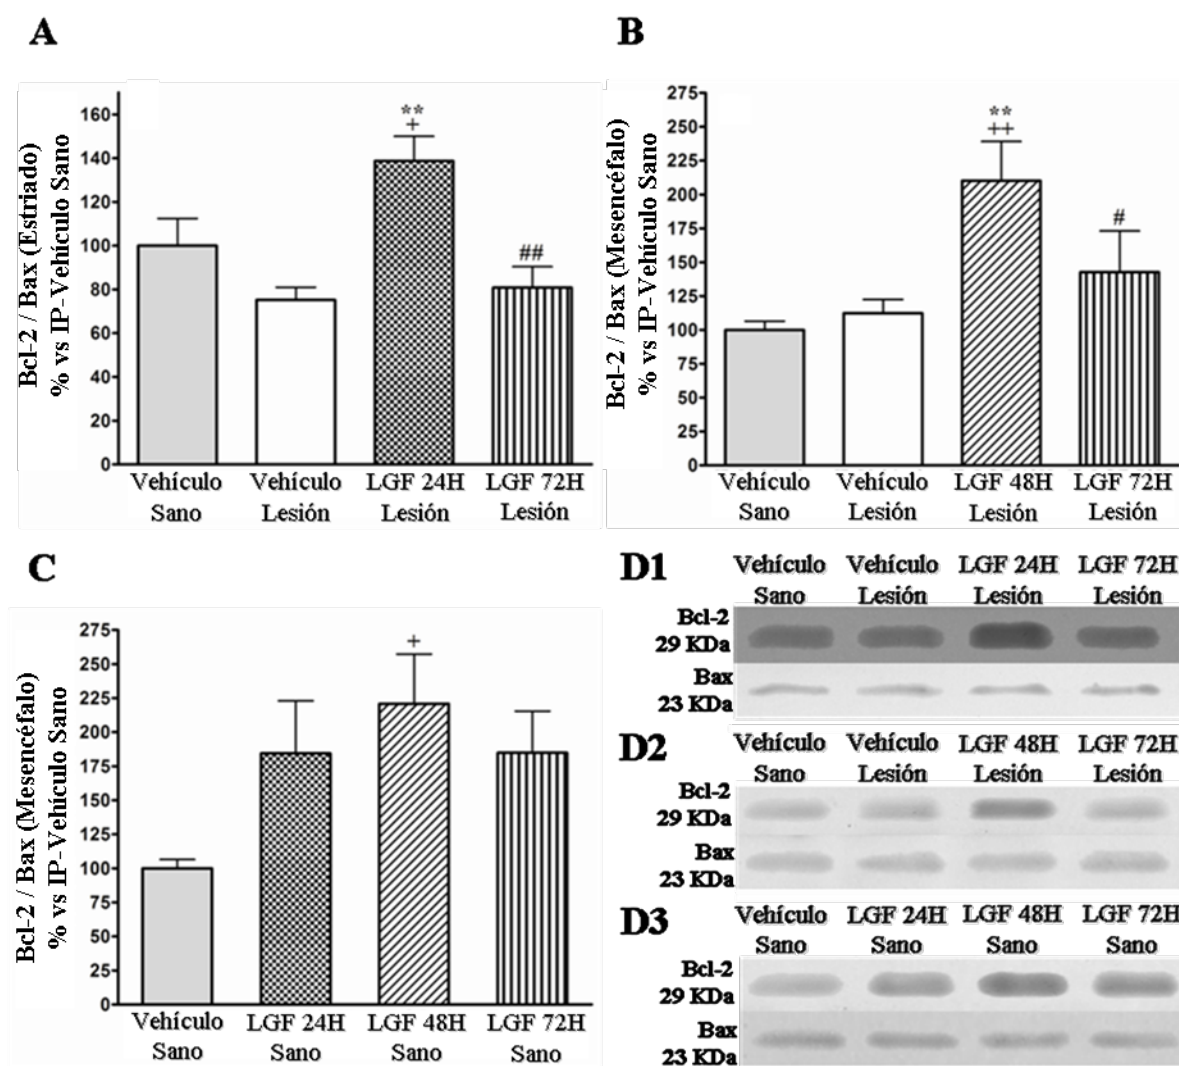 A
Bcl-2 / Bax (Estriado)
% vs IP-Vehículo Sano
160
140
120
100
80
60
40
20
0
**
+
##
Vehículo
Sano
Vehículo
Lesión
LGF 24H
Lesión
LGF 72H
Lesión
B
Bcl-2 / Bax (Mesencéfalo)
% vs IP-Vehículo Sano
275
250
225
200
175
150
125
100
75
50
25
0
**
++
#
Vehículo
Sano
Vehículo
Lesión
LGF 48H
Lesión
LGF 72H
Lesión
C
Bcl-2 / Bax (Mesencéfalo)
% vs IP-Vehículo Sano
275
250
225
200
175
150
125
100
75
50
25
0
+
Vehículo
Sano
LGF 24H
Sano
LGF 48H
Sano
LGF 72H
Sano
D1
Vehículo
Sano
Vehículo
Lesión
LGF 24H
Lesión
LGF 72H
Lesión
Bcl-2
29 KDa
Bax
23 KDa
D2
Vehículo
Sano
Vehículo
Lesión
LGF 48H
Lesión
LGF 72H
Lesión
Bcl-2
29 KDa
Bax
23 KDa
D3
Vehículo
Sano
LGF 24H
Sano
LGF 48H
Sano
LGF 72H
Sano
Bcl-2
29 KDa
Bax
23 KDa